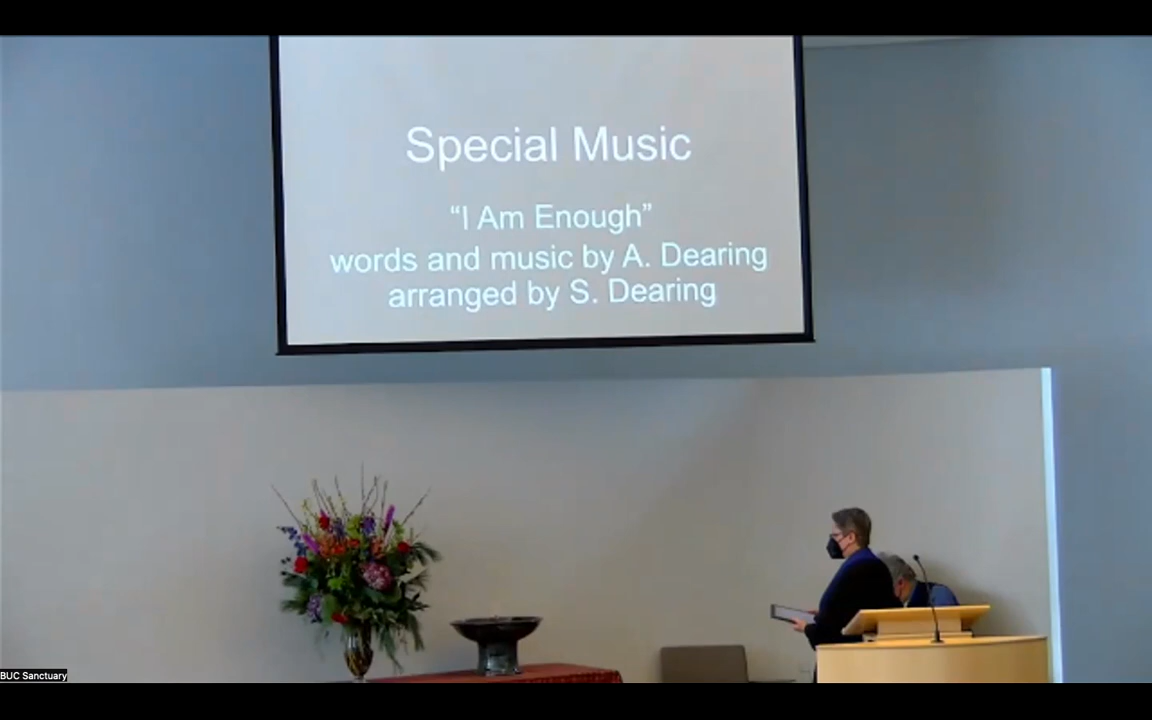 Special Music
“I Am Enough”
words and music by A. Dearing
arranged by S. Dearing
BUC Sanctuary